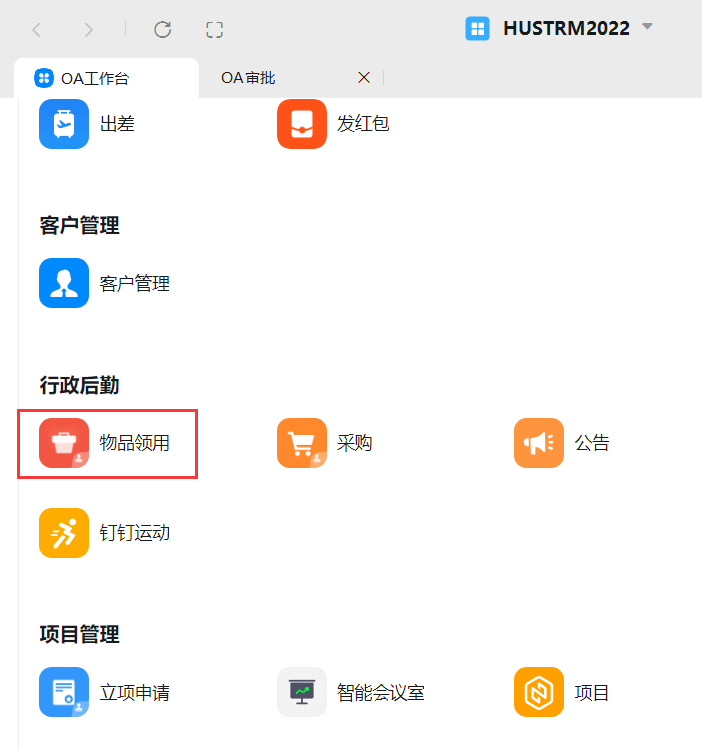 HUSTRM2022
OA工作台 OA审批
出差 发红包
客户管理
客户管理
行政后勤
物品领用 采购 公告
钉钉运动
项目管理
立项申请 智能会议室 项目